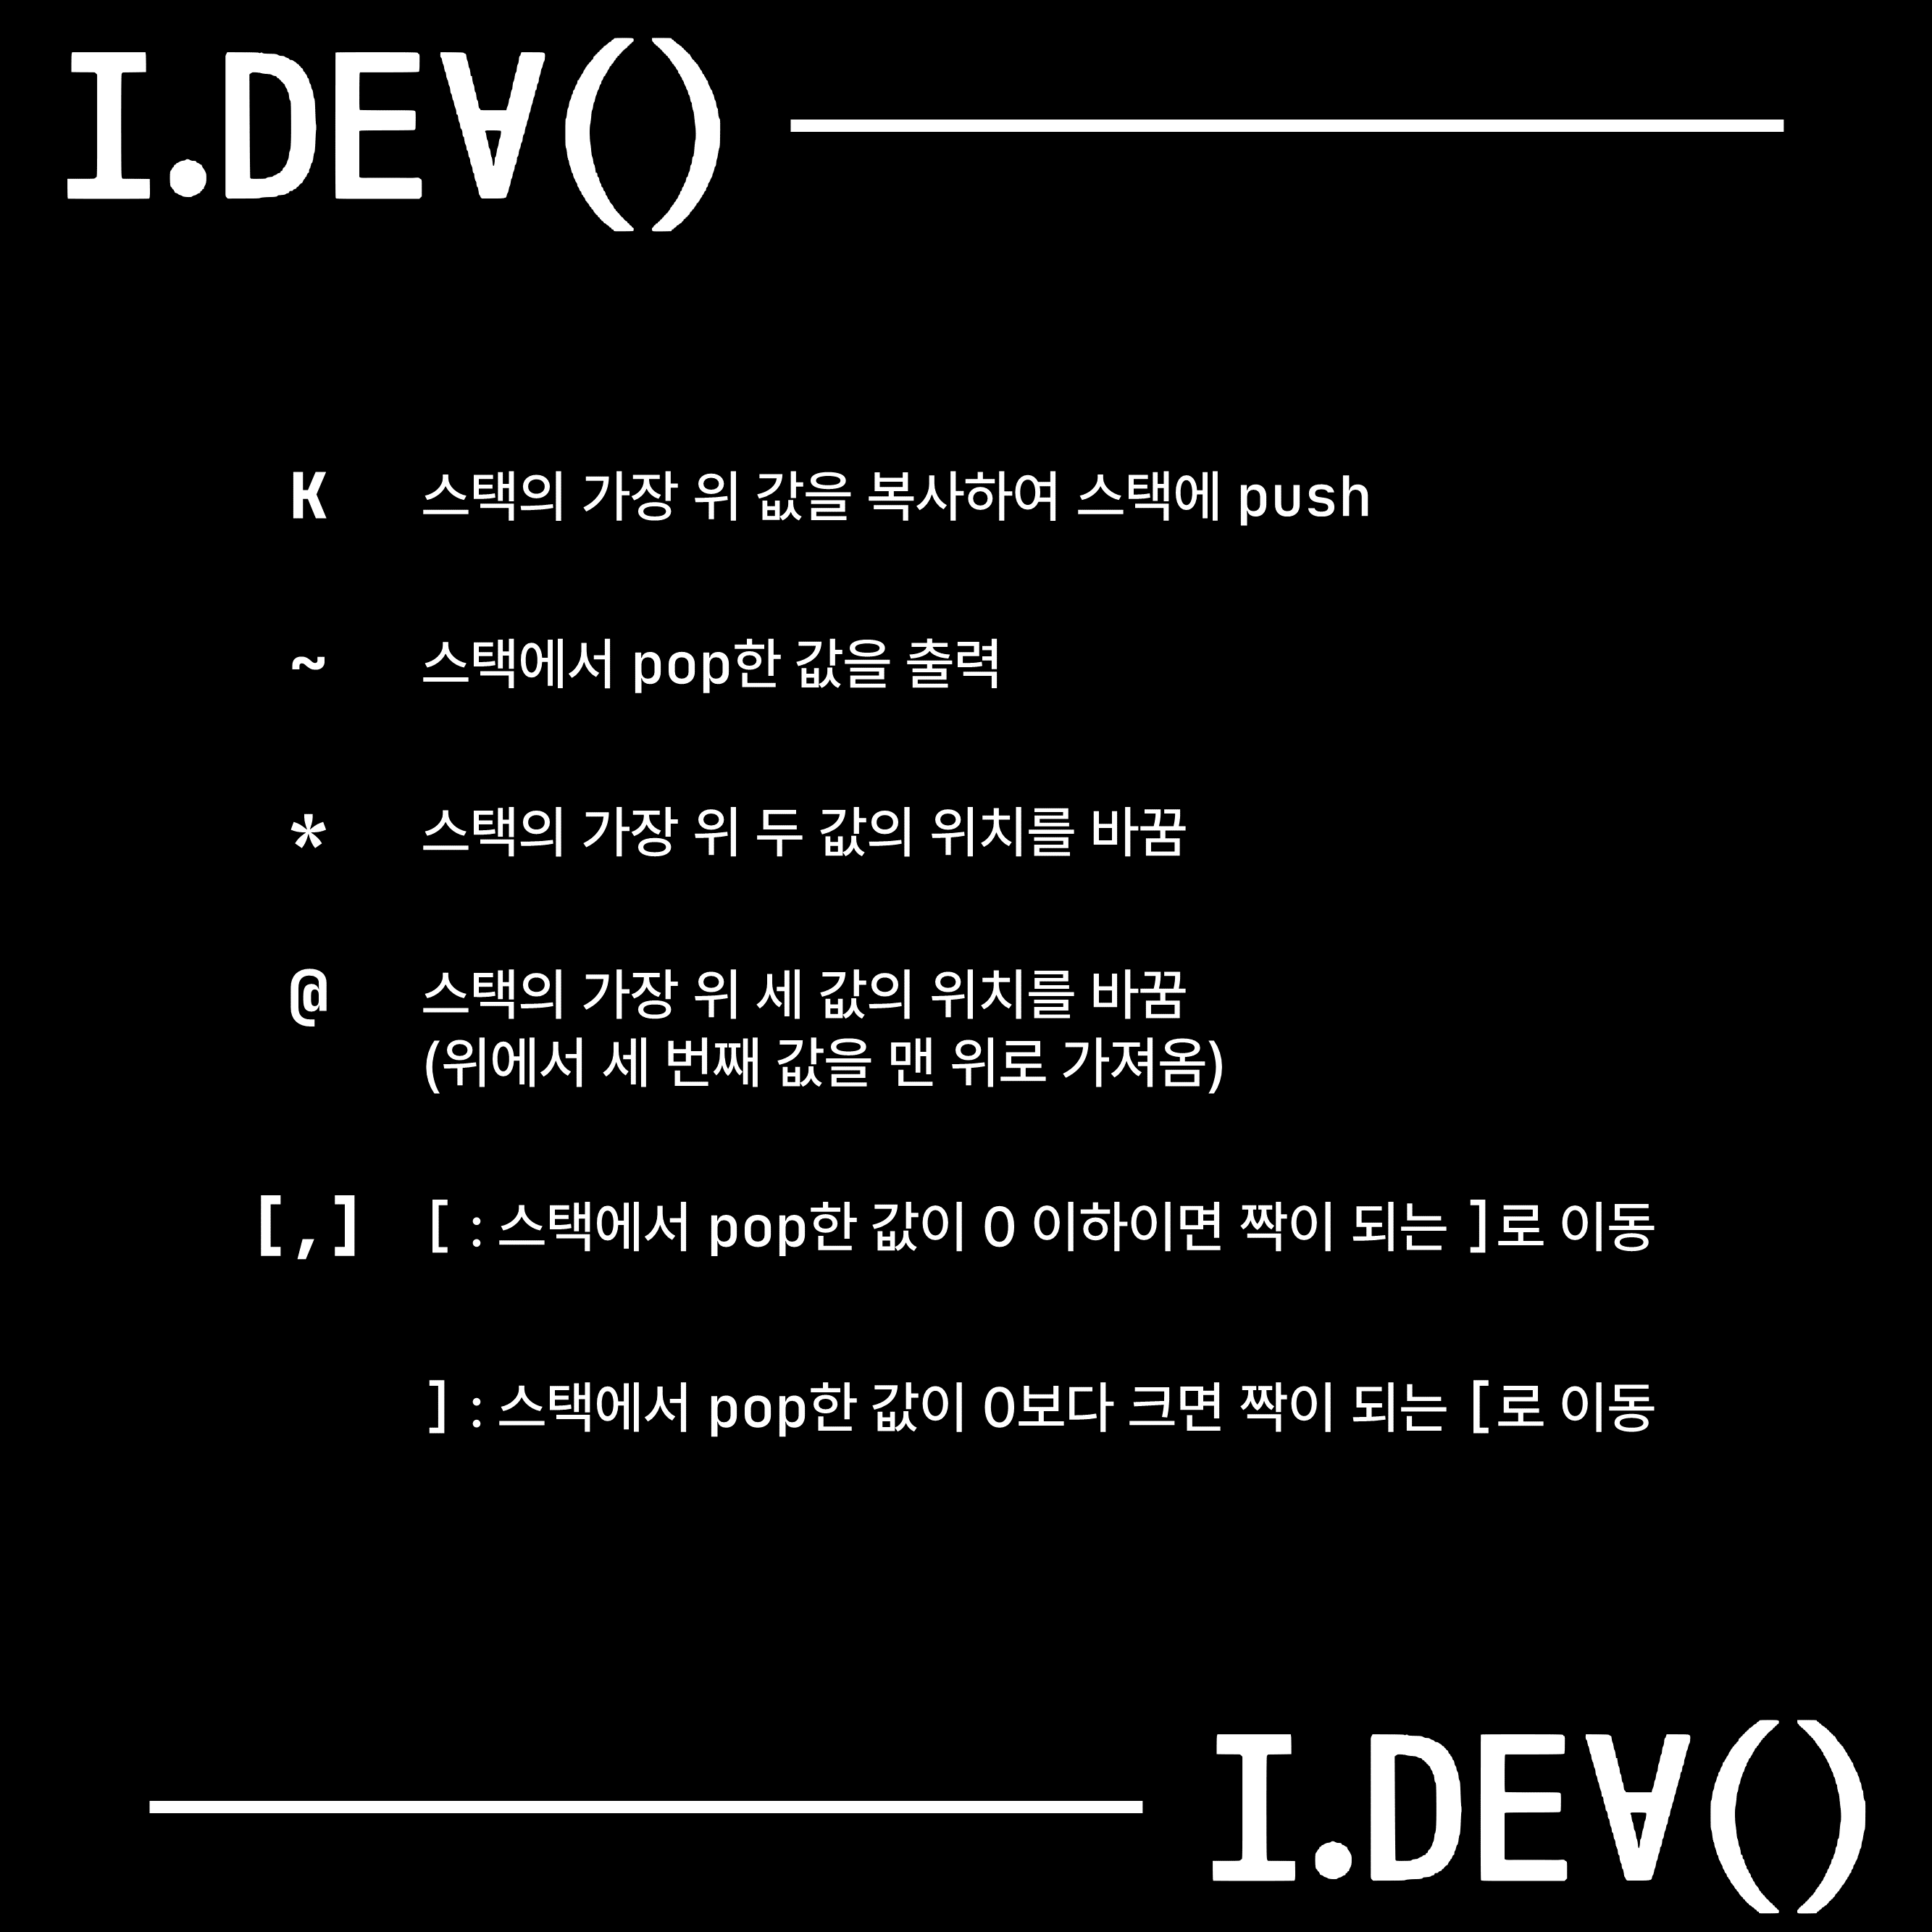 I.DEV()
K 스택의 가장 위 값을 복사하여 스택에 push
~ 스택에서 pop한 값을 출력
* 스택의 가장 위 두 값의 위치를 바꿈
@ 스택의 가장 위 세 값의 위치를 바꿈
(위에서 세 번째 값을 맨 위로 가져옴)
[,] [:스택에서 pop한 값이 0 이하이면 짝이 되는 ]로 이동
]:스택에서 pop한 값이 0보다 크면 짝이 되는 [로 이동
I.DEV()